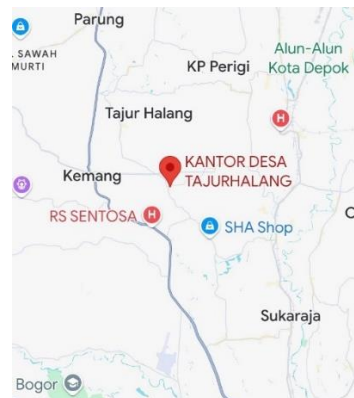 Parung
Alun-Alun
Kota Depok
SAWAH
MURTI
KP Perigi
Tajur Halang
H
KANTOR DESA
TAJURHALANG
Kemang
RS SENTOSA
H
SHA Shop
Sukaraja
Bogor